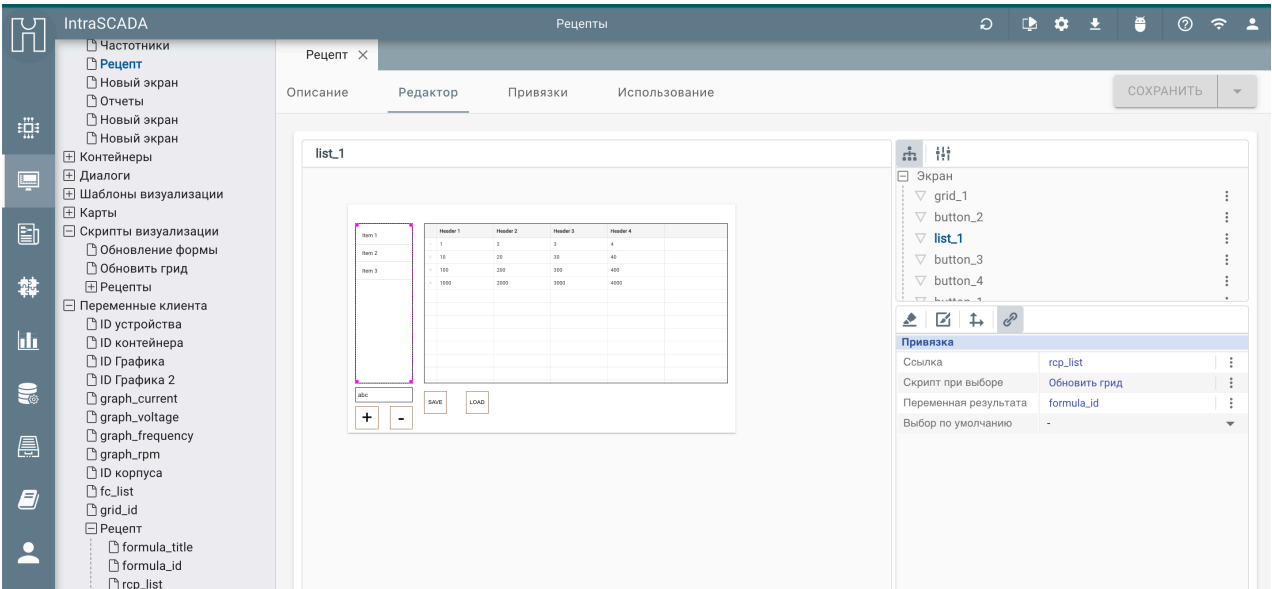 IntraSCADA
Рецепты
Частотники
Рецепт
Новый экран
Отчеты
Новый экран
Новый экран
Контейнеры
Диалоги
Шаблоны визуализации
Карты
Скрипты визуализации
Обновление формы
Обновить грид
Рецепты
Переменные клиента
ID устройства
ID контейнера
ID Графика
ID Графика 2
graph_current
graph_voltage
graph_frequency
graph_rpm
ID корпуса
fc_list
grid_id
Рецепт
formula_title
formula_id
rcp_list
Рецепт
Описание Редактор Привязки Использование
СОХРАНИТЬ
list_1
Item 1
Item 2
Item 3
abc
+ -
Header 1 Header 2 Header 3 Header 4
1 2 3 4
10 20 30 40
100 200 300 400
1000 2000 3000 4000
SAVE LOAD
Экран
grid_1
button_2
list_1
button_3
button_4
button_1
Привязка
Ссылка rcp_list
Скрипт при выборе Обновить грид
Переменная результата formula_id
Выбор по умолчанию -